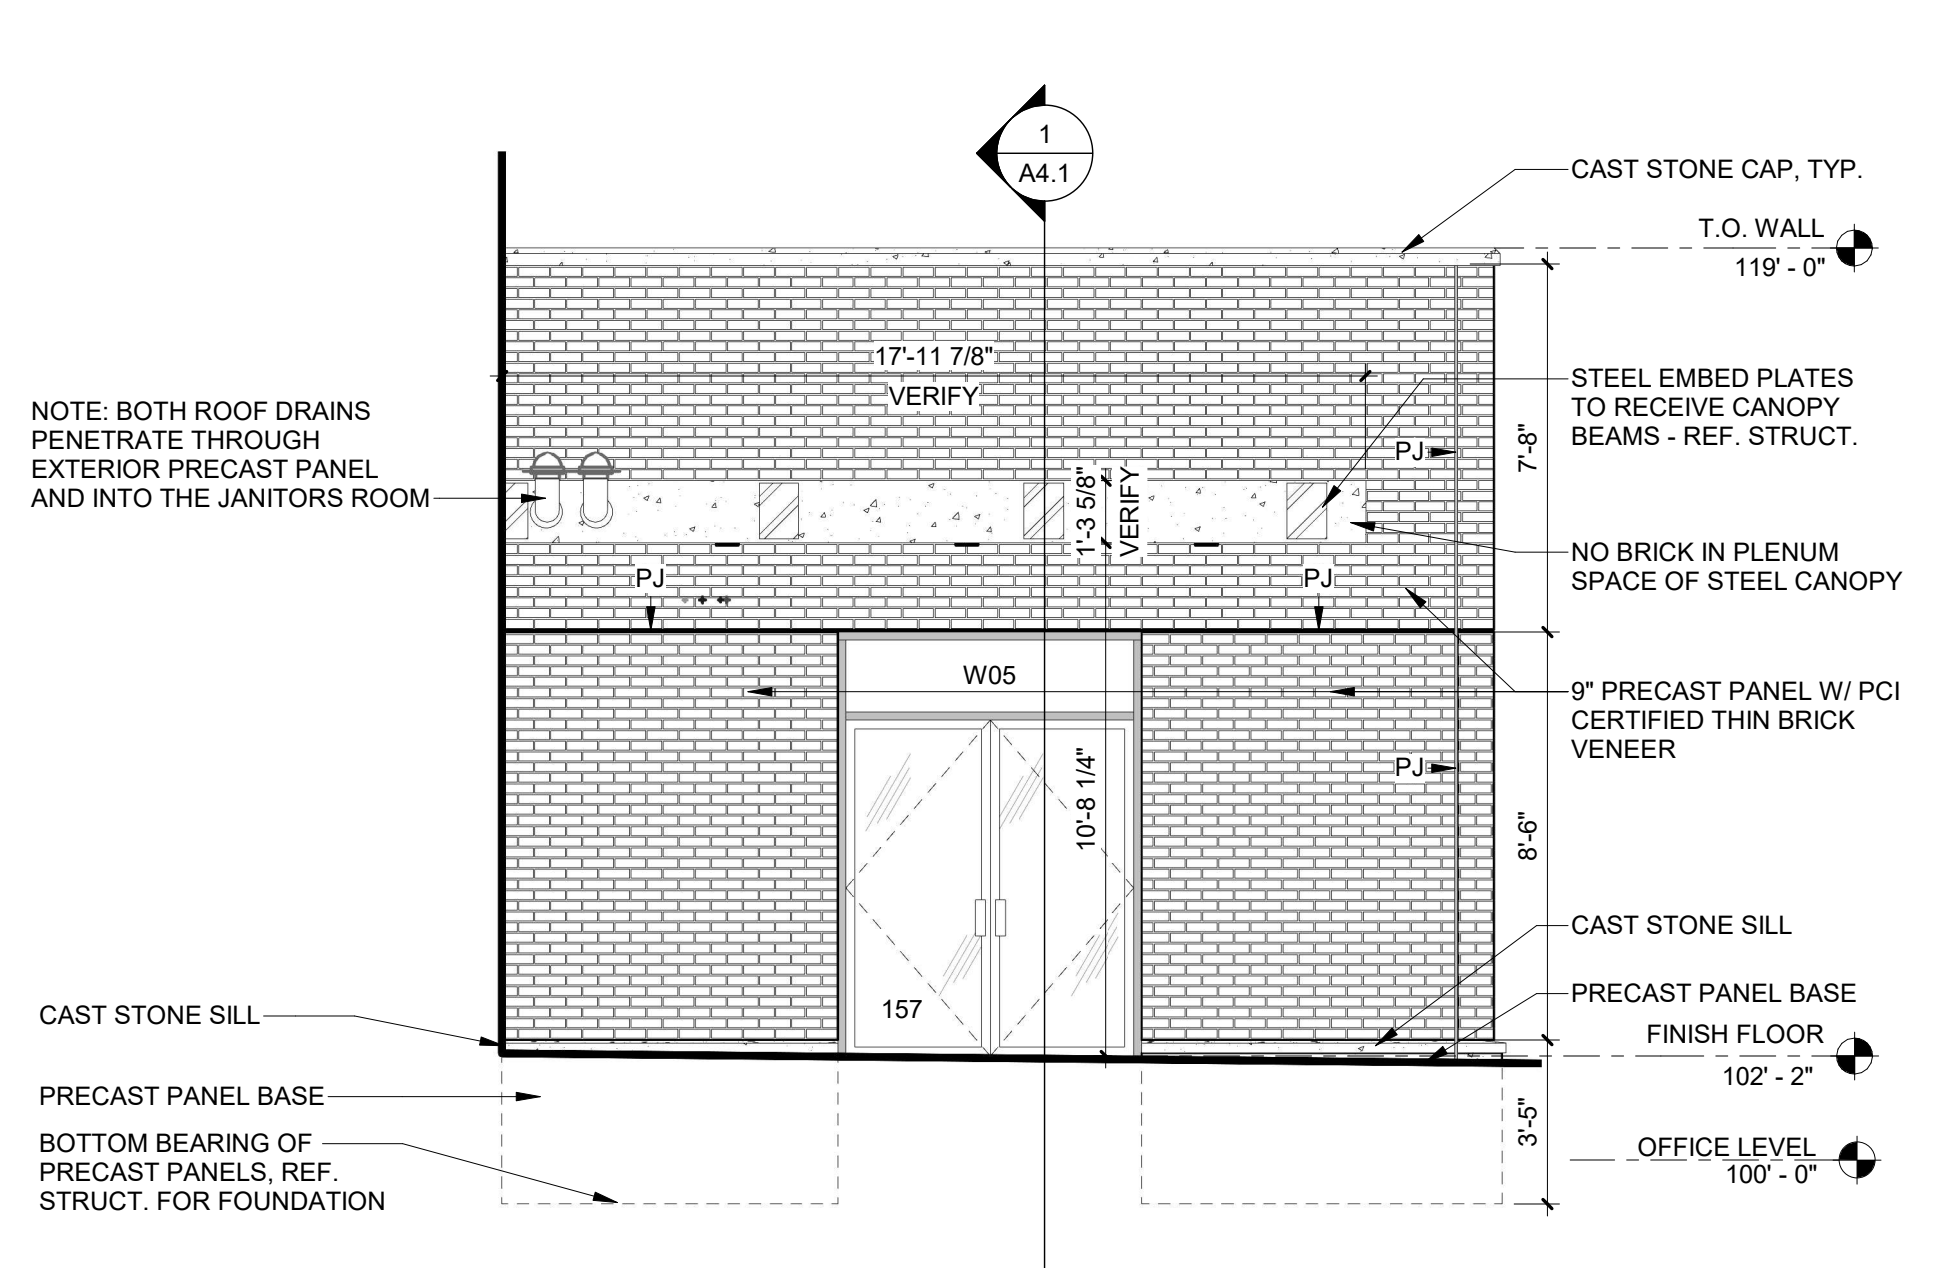 1
A4.1
CAST STONE CAP, TYP.
T.O. WALL
119' - 0"
17'-11 7/8"
VERIFY
STEEL EMBED PLATES
TO RECEIVE CANOPY
BEAMS - REF. STRUCT.
NOTE: BOTH ROOF DRAINS
PENETRATE THROUGH
EXTERIOR PRECAST PANEL
AND INTO THE JANITORS ROOM
PJ
7'-8"
1'-3 5/8"
VERIFY
NO BRICK IN PLENUM
SPACE OF STEEL CANOPY
PJ
PJ
W05
9" PRECAST PANEL W/ PCI
CERTIFIED THIN BRICK
VENEER
PJ
10'-8 1/4"
8'-6"
CAST STONE SILL
157
PRECAST PANEL BASE
CAST STONE SILL
FINISH FLOOR
102' - 2"
PRECAST PANEL BASE
3'-5"
BOTTOM BEARING OF
PRECAST PANELS, REF.
STRUCT. FOR FOUNDATION
OFFICE LEVEL
100' - 0"